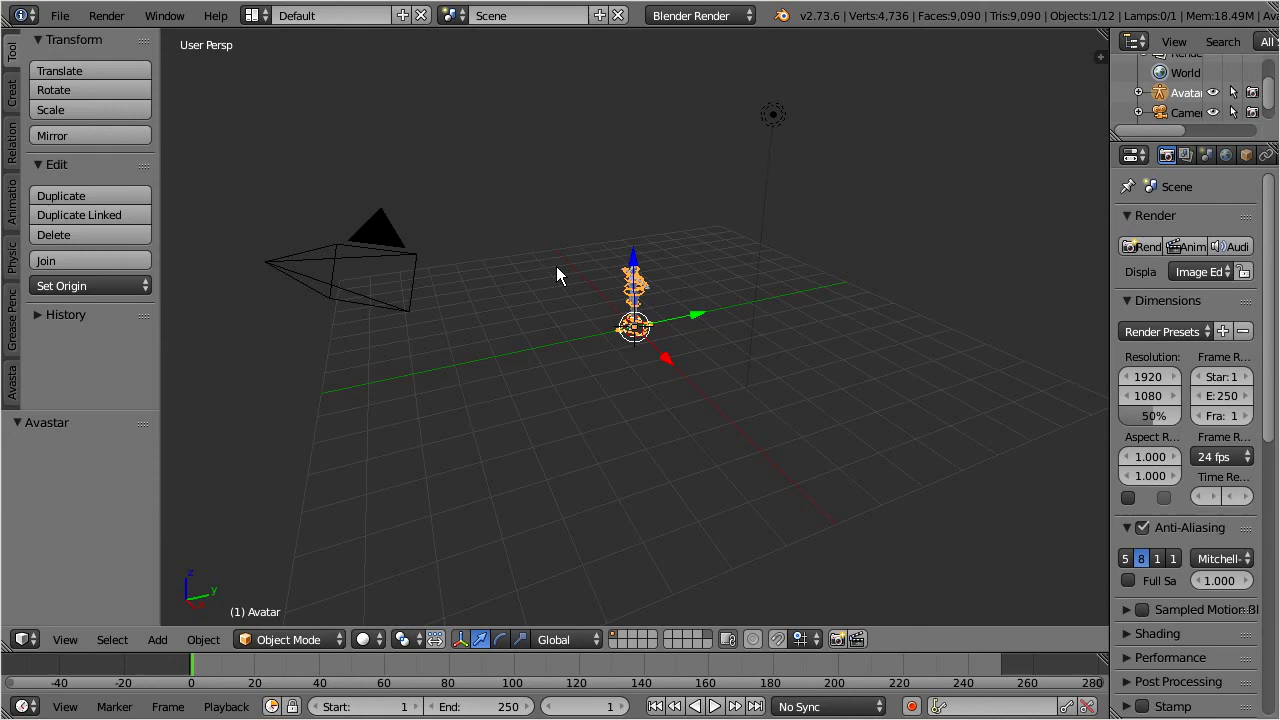 File Render Window Help Default Scene Blender Render v2.73.6 | Verts:4,736 | Faces:9,090 | Tris:9,090 | Objects:1/12 | Lamps:0/1 | Mem:18.49M | Ava
Tool
Creat
Relation
Animatio
Physic
Grease Penc
Avasta
Transform
Translate
Rotate
Scale
Mirror
Edit
Duplicate
Duplicate Linked
Delete
Join
Set Origin
History
Avastar
User Persp
z
y
x
(1) Avatar
View Search All
World
Avatar
Camer
Scene
Render
Rend Anim Audi
Displa Image Ed
Dimensions
Render Presets
Resolution: Frame R...
1920 Star: 1
1080 E: 250
50% Fra: 1
Aspect R... Frame R...
1.000 24 fps
1.000 Time Re...
Anti-Aliasing
5 8 1 1 Mitchell-
Full Sa 1.000
Sampled Motion Bl
Shading
Performance
Post Processing
Stamp
View Select Add Object Object Mode Global
-40 -20 0 20 40 60 80 100 120 140 160 180 200 220 240 260 280
View Marker Frame Playback Start: 1 End: 250 1 No Sync